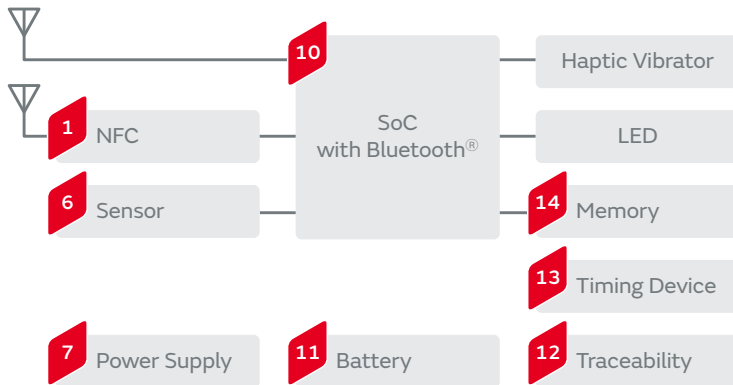 10
Haptic Vibrator
1
NFC
SoC
with Bluetooth®
LED
6
Sensor
14
Memory
13
Timing Device
7
Power Supply
11
Battery
12
Traceability